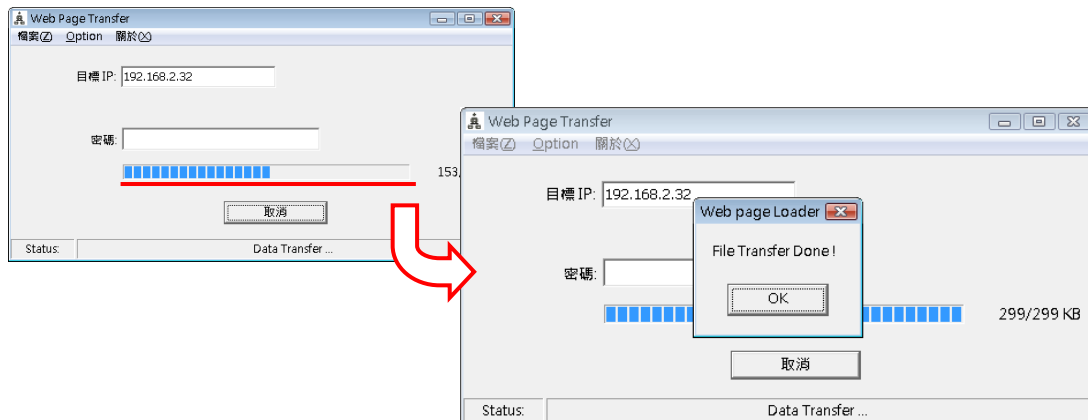 Web Page Transfer
檔案(Z) Option 關於(X)
目標 IP: 192.168.2.32
密碼:
153,
取消
Status: Data Transfer ...
Web Page Transfer
檔案(Z) Option 關於(X)
目標 IP: 192.168.2.32
Web page Loader
File Transfer Done !
密碼:
OK
299/299 KB
取消
Status: Data Transfer ...